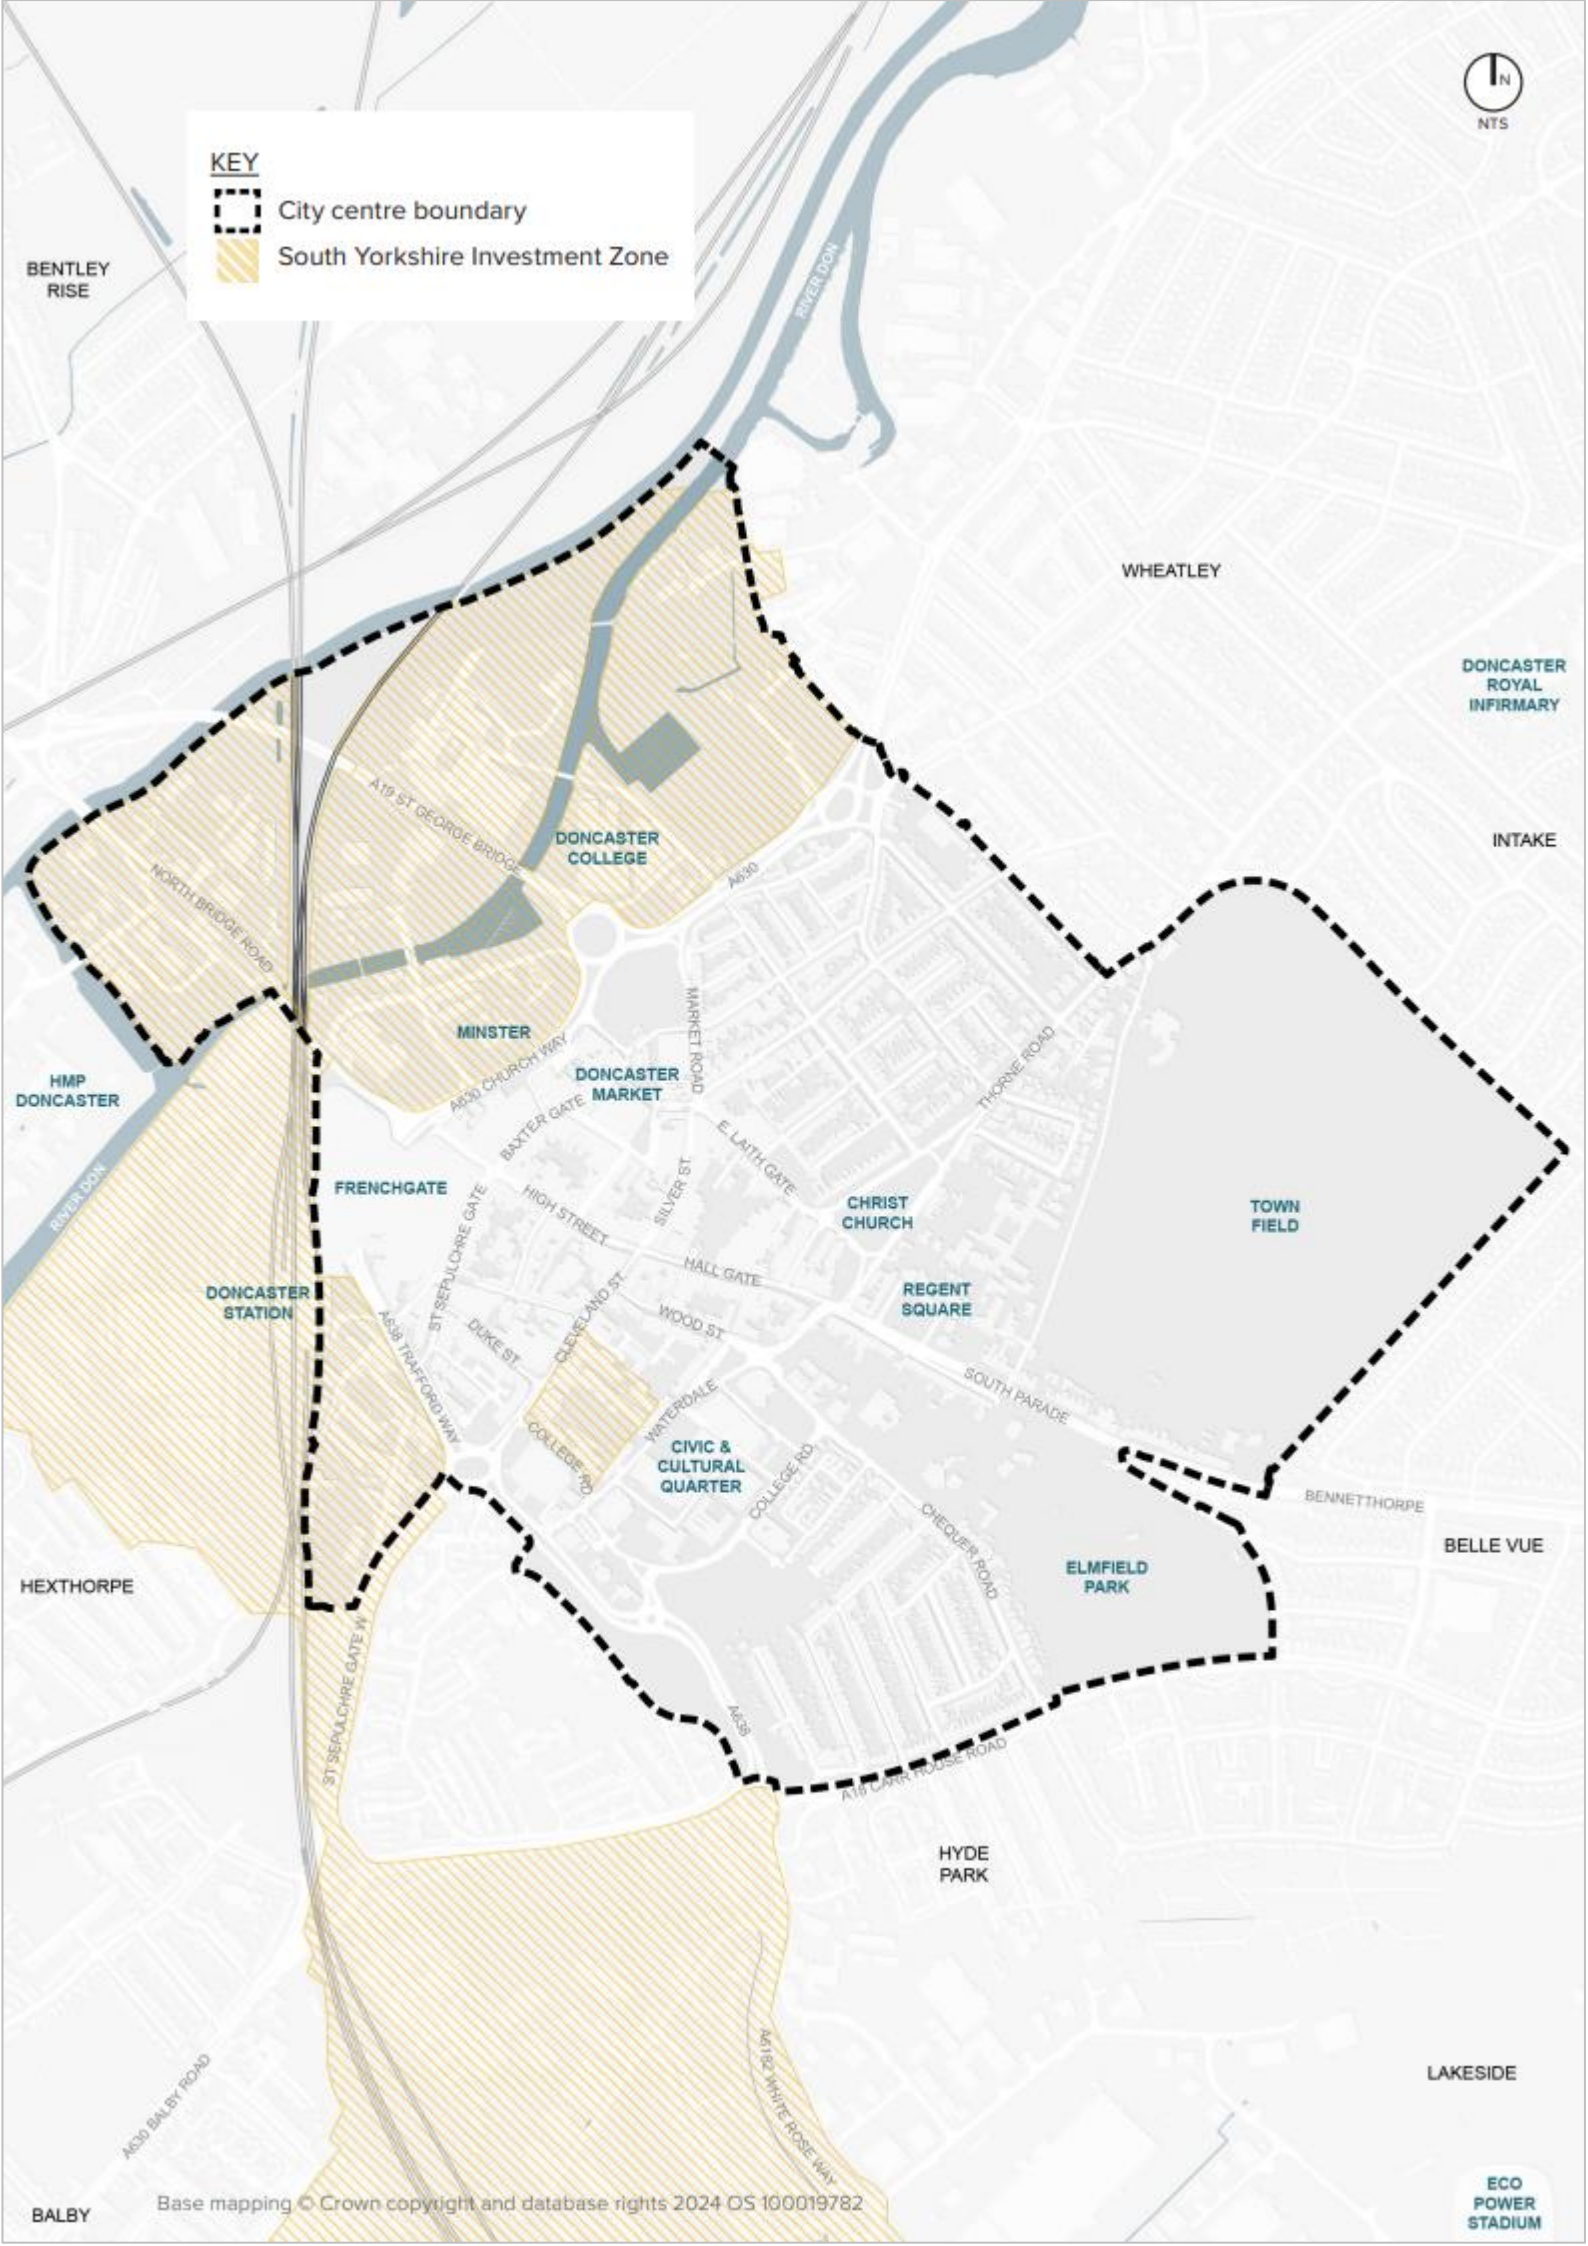 N
NTS
KEY
City centre boundary
South Yorkshire Investment Zone
BENTLEY
RISE
RIVER DON
WHEATLEY
DONCASTER
ROYAL
INFIRMARY
A19 ST GEORGE BRIDGE
DONCASTER
COLLEGE
INTAKE
A630
NORTH BRIDGE ROAD
MINSTER
MARKET ROAD
A630 CHURCH WAY
DONCASTER
MARKET
THORNE ROAD
HMP
DONCASTER
BAXTER GATE
E. LAITH GATE
RIVER DON
FRENCHGATE
SILVER ST.
HIGH STREET
CHRIST
CHURCH
TOWN
FIELD
ST SEPULCHRE GATE
HALL GATE
DONCASTER
STATION
REGENT
SQUARE
CLEVELAND ST.
WOOD ST.
DUKE ST.
A638 TRAFFORD WAY
SOUTH PARADE
WATERDALE
COLLEGE RD
CIVIC &
CULTURAL
QUARTER
COLLEGE RD
BENNETTHORPE
BELLE VUE
CHEQUER ROAD
ELMFIELD
PARK
HEXTHORPE
ST SEPULCHRE GATE W
A638
A18 CARR HOUSE ROAD
HYDE
PARK
A6182 WHITE ROSE WAY
LAKESIDE
A630 BALBY ROAD
ECO
POWER
STADIUM
BALBY
Base mapping © Crown copyright and database rights 2024 OS 100019782